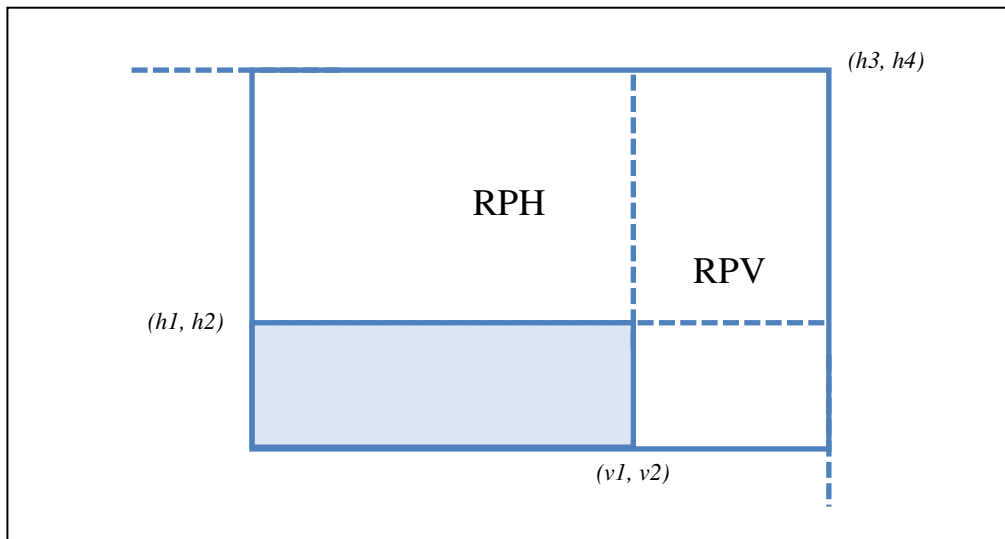 (h3, h4)
RPH
RPV
(h1, h2)
(v1, v2)